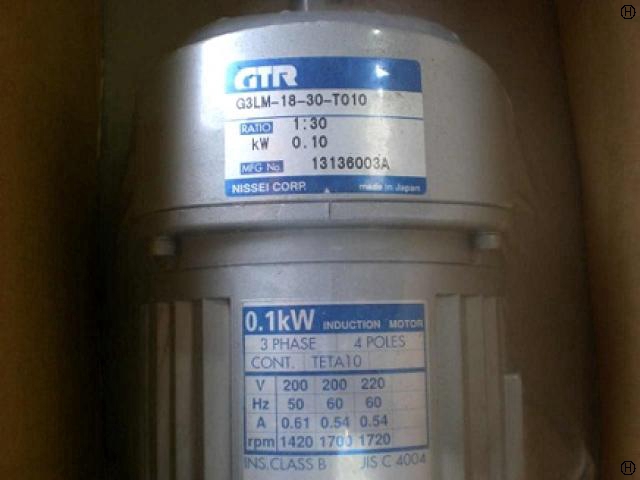 GTR
G3LM-18-30-T010
RATIO 1:30
kW 0.10
MFG No. 13136003A
NISSEI CORP. made in Japan
0.1kW INDUCTION MOTOR
3 PHASE 4 POLES
CONT. TETA10
V 200 200 220
Hz 50 60 60
A 0.61 0.54 0.54
rpm 1420 1700 1720
INS.CLASS B JIS C 4004
H
H